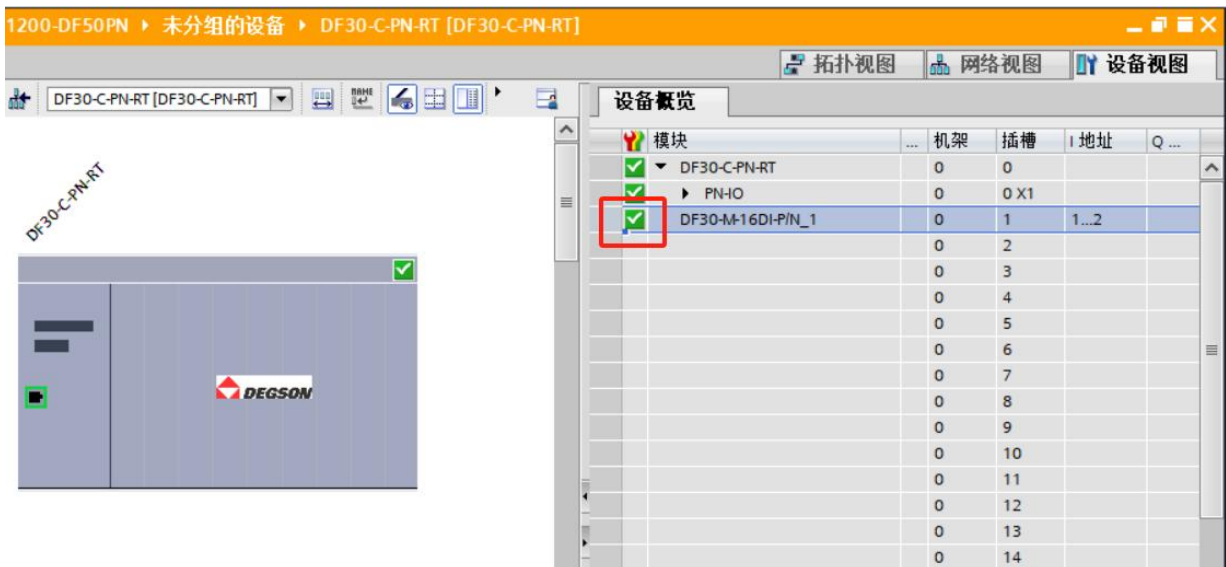 1200-DF50PN ▸ 未分组的设备 ▸ DF30-C-PN-RT [DF30-C-PN-RT]
拓扑视图 网络视图 设备视图
DF30-C-PN-RT [DF30-C-PN-RT]
设备概览
模块 ... 机架 插槽 I 地址 Q ...
DF30-C-PN-RT 0 0
PN-IO 0 0 X1
DF30-M-16DI-P/N_1 0 1 1...2
0 2
0 3
0 4
0 5
0 6
0 7
0 8
0 9
0 10
0 11
0 12
0 13
0 14
DF30-C-PN-RT
DEGSON